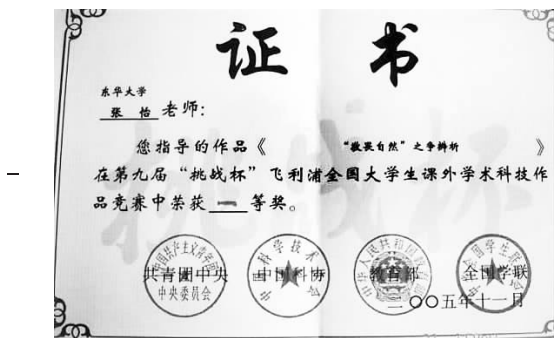 证 书
东华大学
张 怡 老师：
您指导的作品《 “敬畏自然”之争辨析 》
在第九届“挑战杯”飞利浦全国大学生课外学术科技作
品竞赛中荣获 一 等奖。
共青团中央 中国科协 教育部 全国学联
二〇〇五年十一月